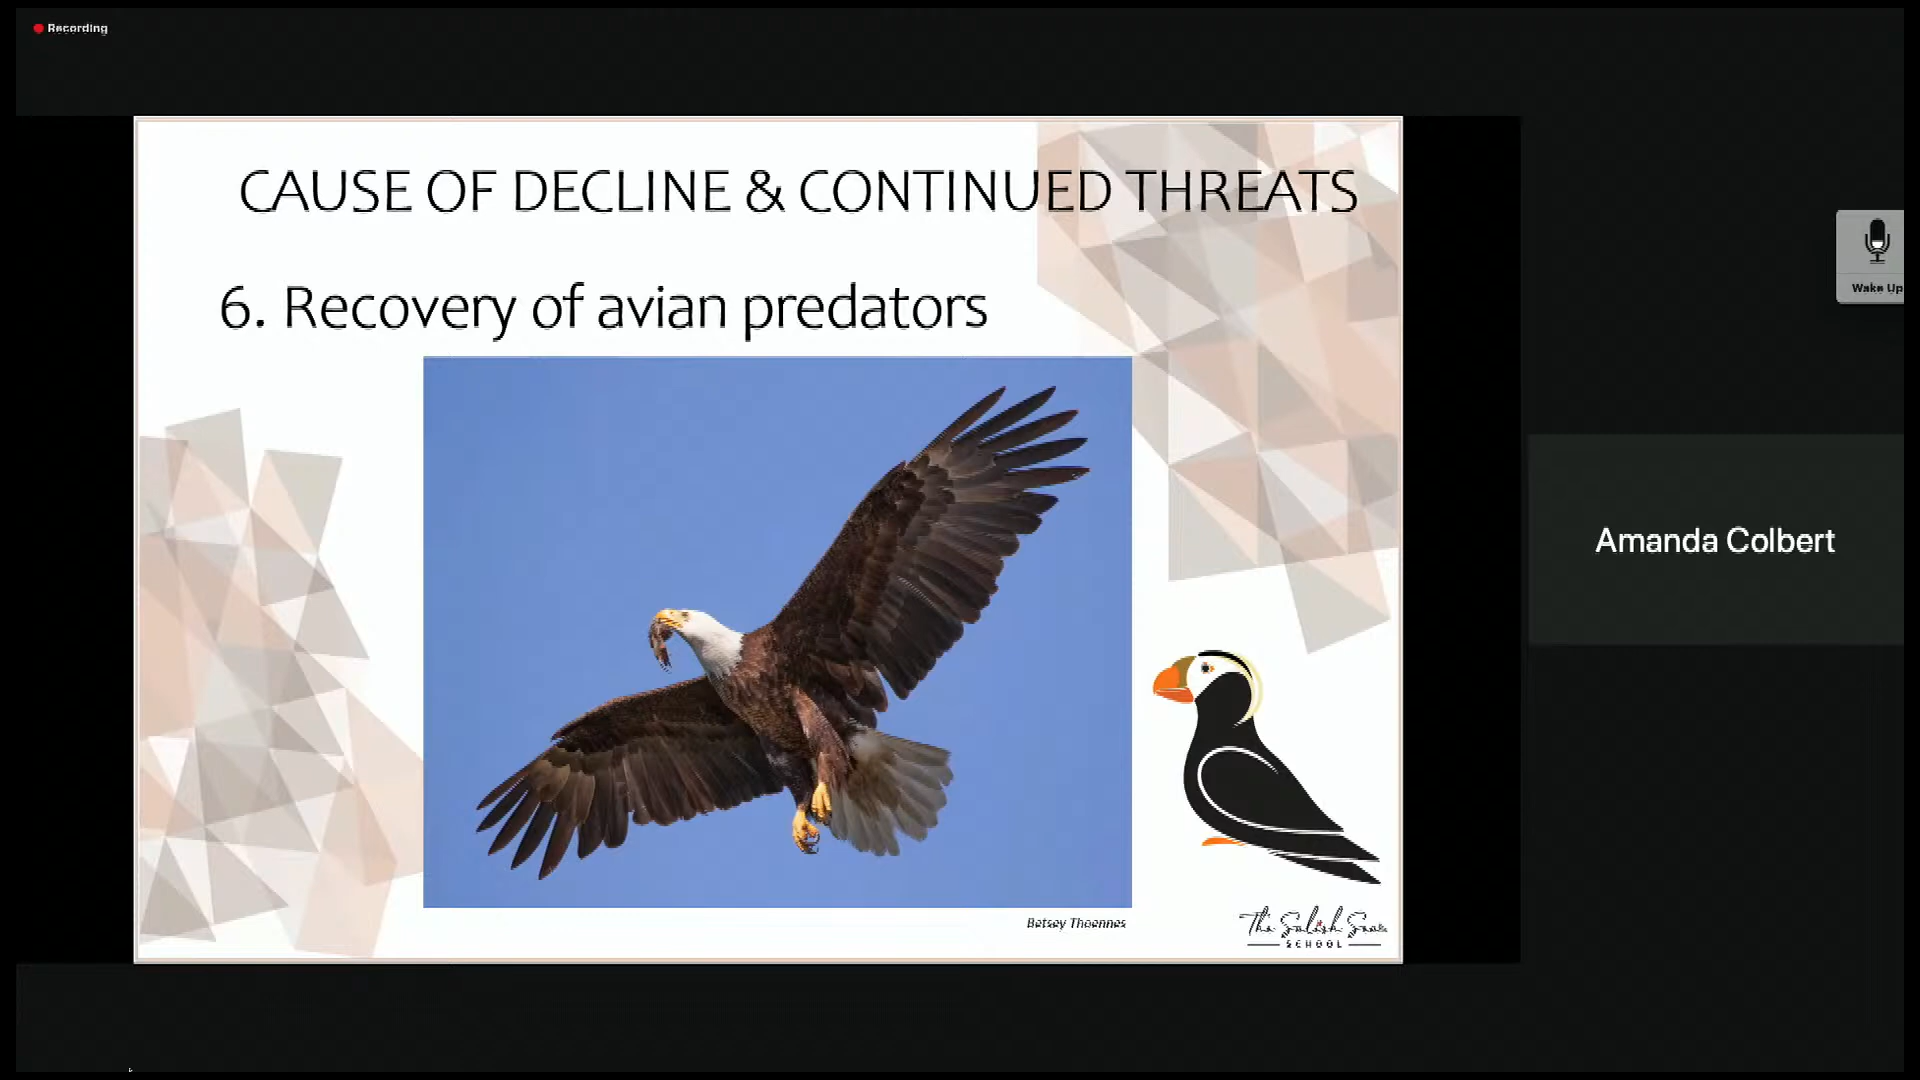 Recording
CAUSE OF DECLINE & CONTINUED THREATS
6. Recovery of avian predators
Wake Up
Amanda Colbert
Betsey Thoennes
The Salish Seas
SCHOOL